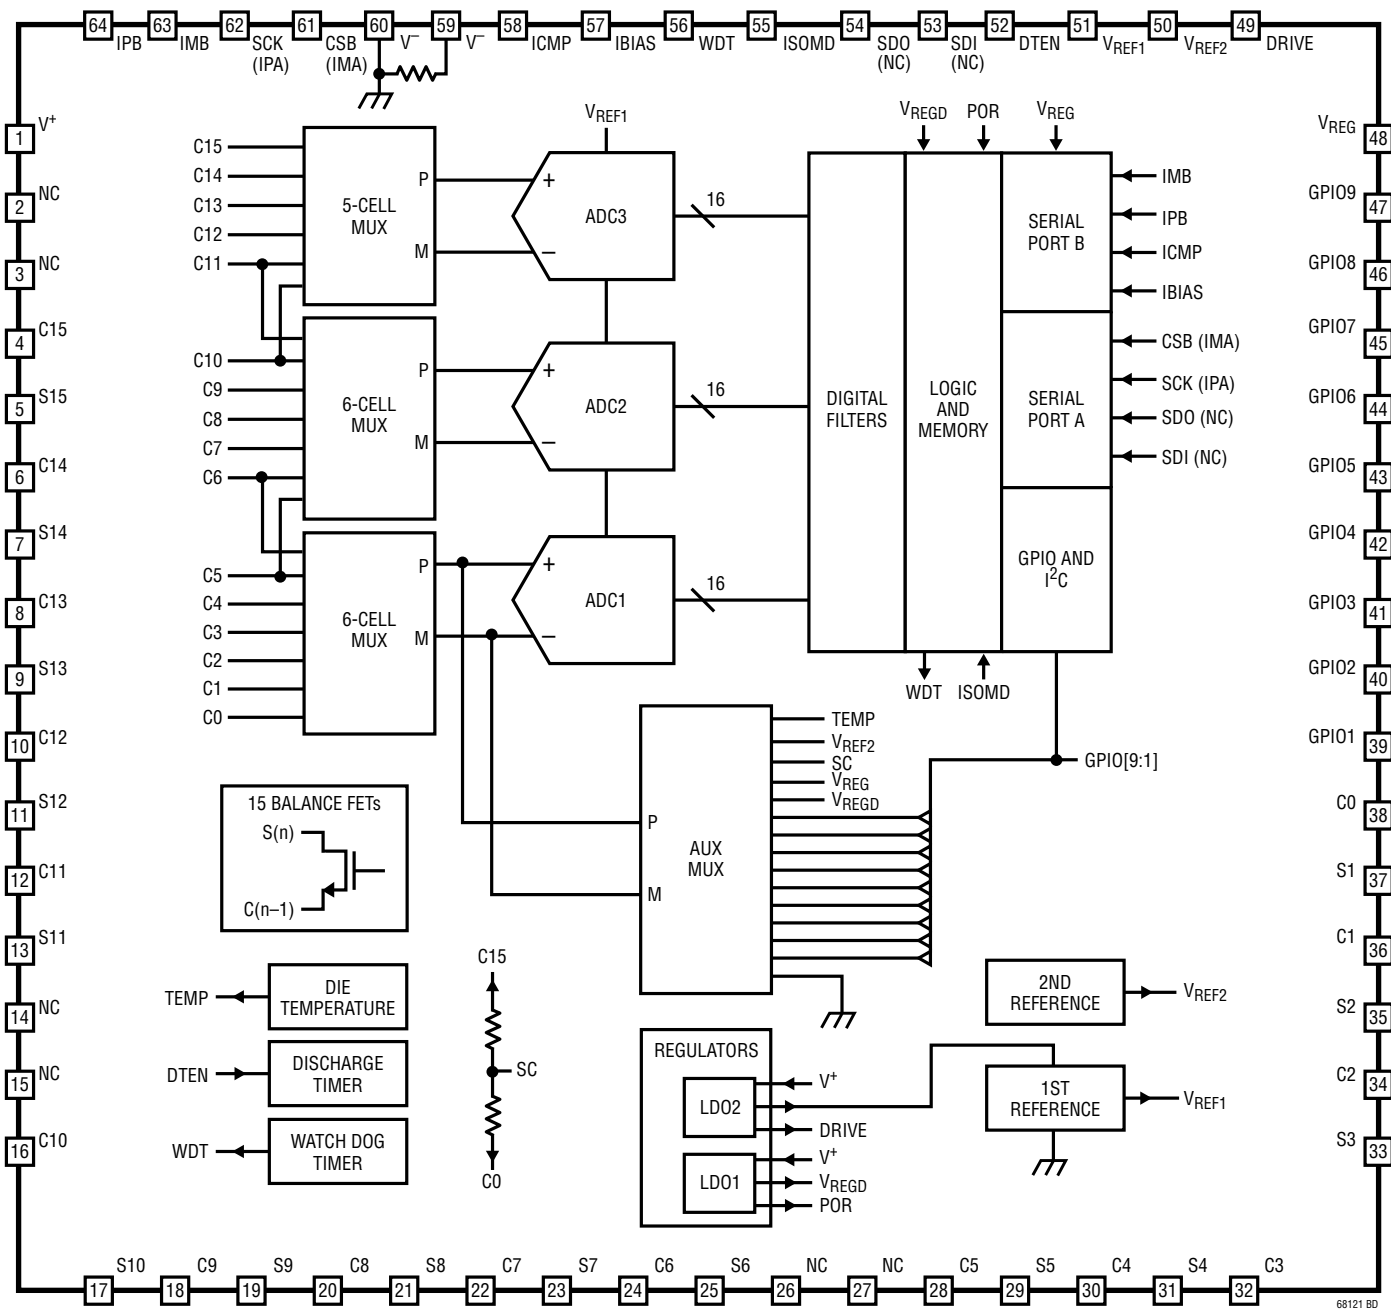 64 63 62 61 60 59 58 57 56 55 54 53 52 51 50 49
IPB IMB SCK (IPA) CSB (IMA) V⁻ V⁻ ICMP IBIAS WDT ISOMD SDO (NC) SDI (NC) DTEN VREF1 VREF2 DRIVE
1 V⁺
2 NC
3 NC
4 C15
5 S15
6 C14
7 S14
8 C13
9 S13
10 C12
11 S12
12 C11
13 S11
14 NC
15 NC
16 C10
C15
C14
C13
C12
C11
5-CELL
MUX
P
M
C10
C9
C8
C7
C6
6-CELL
MUX
P
M
C5
C4
C3
C2
C1
C0
6-CELL
MUX
P
M
VREF1
+
–
ADC3
16
+
–
ADC2
16
+
–
ADC1
16
VREGD
POR
VREG
DIGITAL
FILTERS
LOGIC
AND
MEMORY
SERIAL
PORT B
SERIAL
PORT A
GPIO AND
I²C
IMB
IPB
ICMP
IBIAS
CSB (IMA)
SCK (IPA)
SDO (NC)
SDI (NC)
WDT
ISOMD
P
M
AUX
MUX
TEMP
VREF2
SC
VREG
VREGD
GPIO[9:1]
15 BALANCE FETs
S(n)
C(n–1)
TEMP
DIE
TEMPERATURE
DTEN
DISCHARGE
TIMER
WDT
WATCH DOG
TIMER
C15
SC
C0
REGULATORS
LDO2
V⁺
DRIVE
LDO1
V⁺
VREGD
POR
2ND
REFERENCE
VREF2
1ST
REFERENCE
VREF1
VREG 48
GPIO9 47
GPIO8 46
GPIO7 45
GPIO6 44
GPIO5 43
GPIO4 42
GPIO3 41
GPIO2 40
GPIO1 39
C0 38
S1 37
C1 36
S2 35
C2 34
S3 33
S10 C9 S9 C8 S8 C7 S7 C6 S6 NC NC C5 S5 C4 S4 C3
17 18 19 20 21 22 23 24 25 26 27 28 29 30 31 32
68121 BD